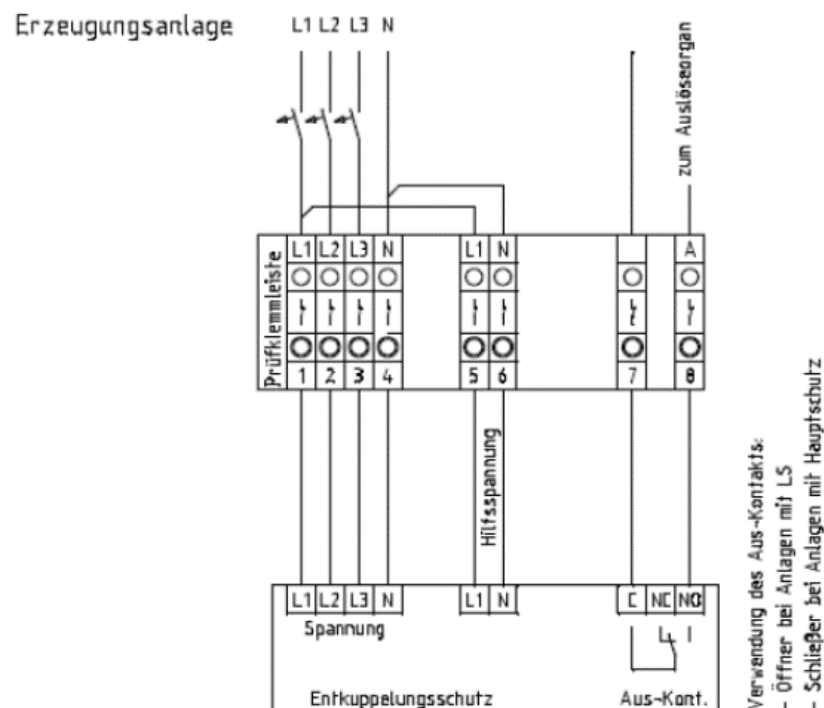 Erzeugungsanlage
L1 L2 L3 N
zum Auslöseorgan
Prüfklemmleiste
L1 L2 L3 N L1 N A
1 2 3 4 5 6 7 8
Hilfsspannung
L1 L2 L3 N L1 N C NC NO
Spannung
Entkuppelungsschutz
Aus-Kont.
Verwendung des Aus-Kontakts:
- Öffner bei Anlagen mit LS
- Schließer bei Anlagen mit Hauptschutz